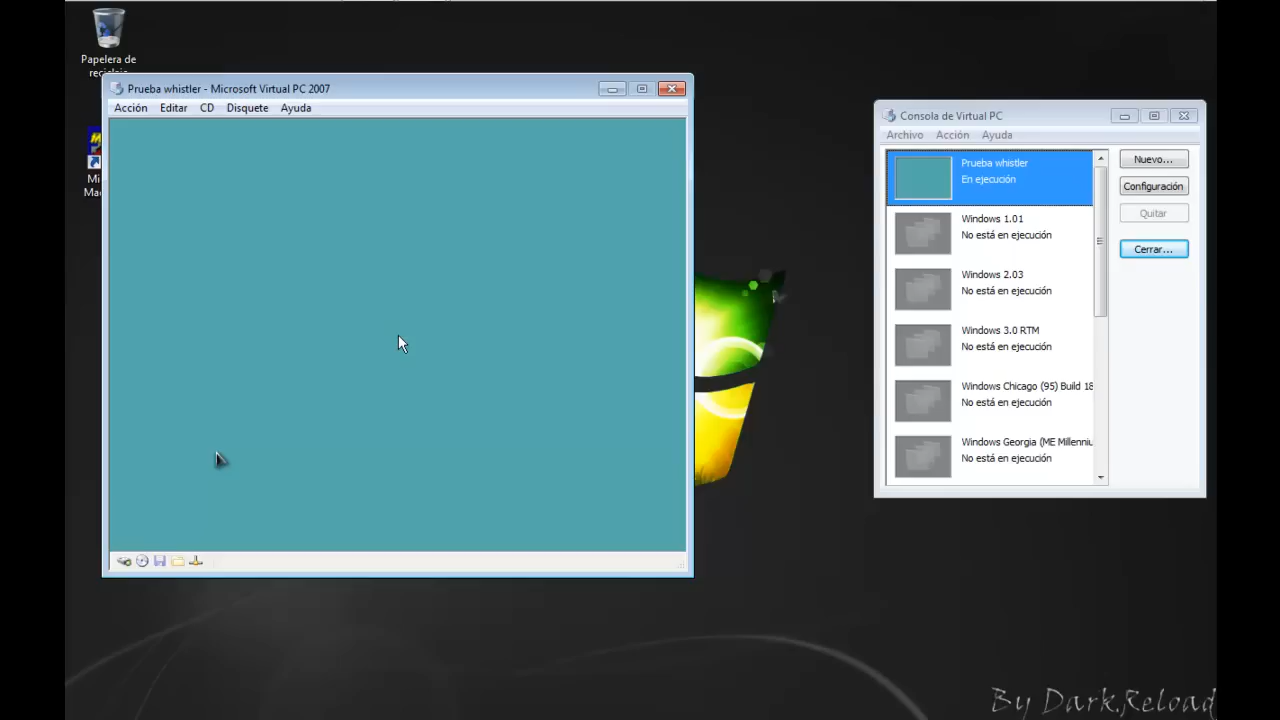 Papelera de
reciclaje
Prueba whistler - Microsoft Virtual PC 2007
Acción Editar CD Disquete Ayuda
Mi
Mac
Consola de Virtual PC
Archivo Acción Ayuda
Prueba whistler
En ejecución
Windows 1.01
No está en ejecución
Windows 2.03
No está en ejecución
Windows 3.0 RTM
No está en ejecución
Windows Chicago (95) Build 18
No está en ejecución
Windows Georgia (ME Millenniu
No está en ejecución
Nuevo...
Configuración
Quitar
Cerrar...
By Dark.Reload